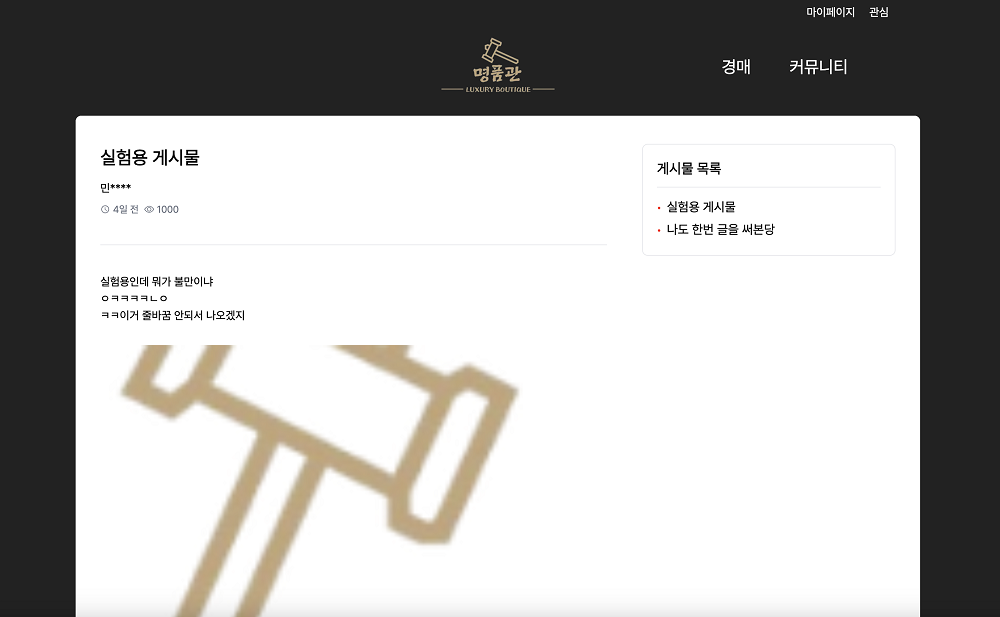 마이페이지 관심
명품관
LUXURY BOUTIQUE
경매 커뮤니티
실험용 게시물
민****
4일 전 1000
실험용인데 뭐가 불만이냐
ㅇㅋㅋㅋㅋㄴㅇ
ㅋㅋ이거 줄바꿈 안되서 나오겠지
게시물 목록
실험용 게시물
나도 한번 글을 써본당